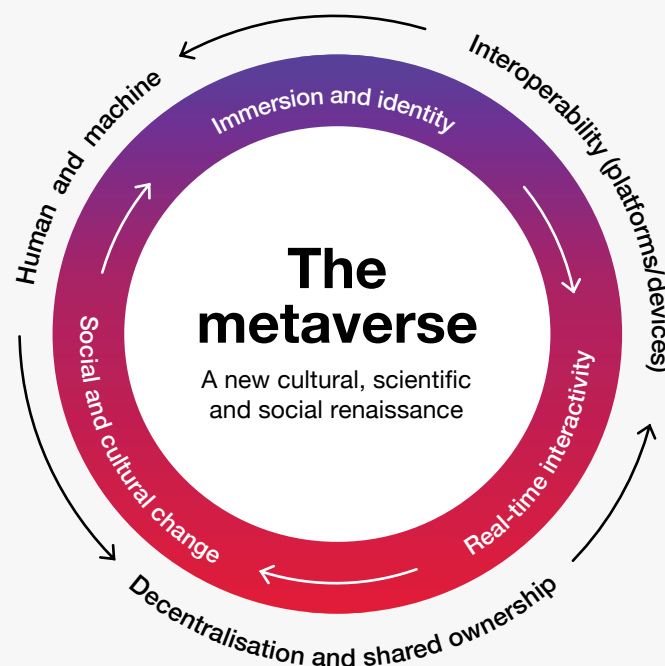 Human and machine
Interoperability (platforms/devices)
Immersion and identity
The
metaverse
A new cultural, scientific
and social renaissance
Social and cultural change
Real-time interactivity
Decentralisation and shared ownership